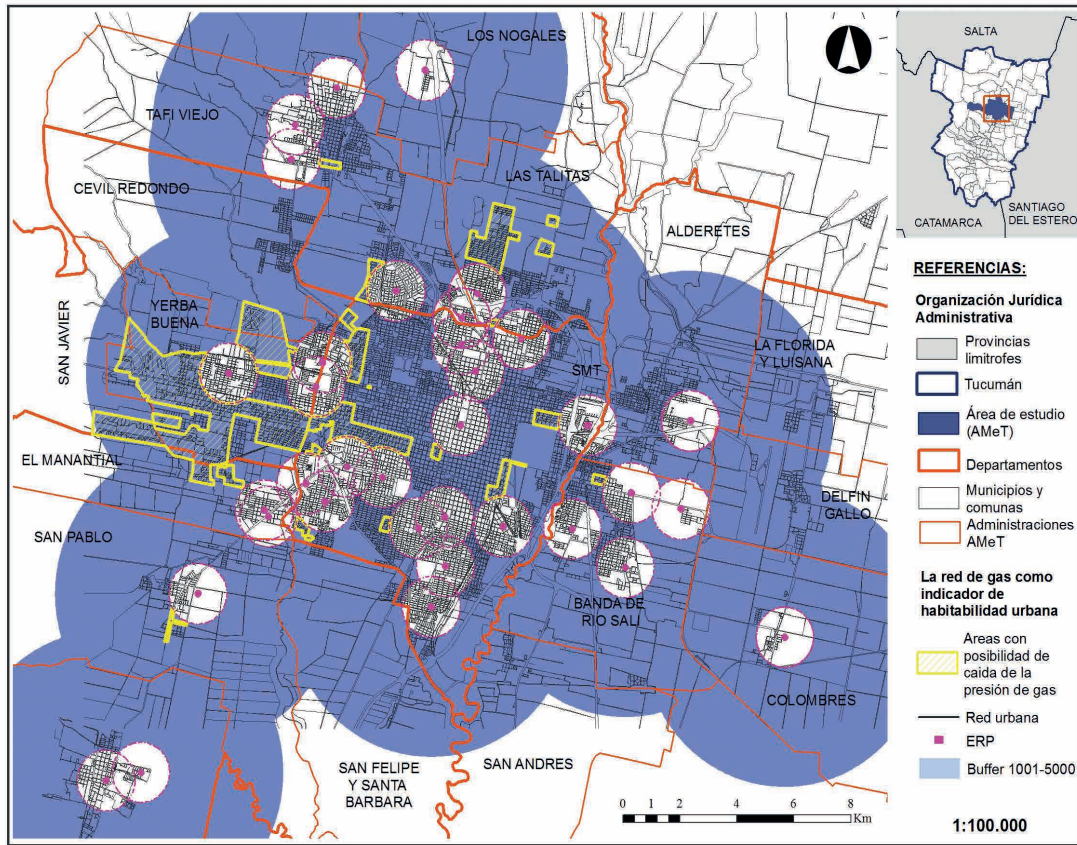 LOS NOGALES
TAFI VIEJO
CEVIL REDONDO
LAS TALITAS
ALDERETES
SAN JAVIER
YERBA
BUENA
LA FLORIDA
Y LUISIANA
SMT
EL MANANTIAL
DELFIN
GALLO
SAN PABLO
BANDA DE
RIO SALI
COLOMBRES
SAN FELIPE
Y SANTA
BARBARA
SAN ANDRES
0 1 2 4 6 8
Km
SALTA
CATAMARCA
SANTIAGO
DEL ESTERO
REFERENCIAS:
Organización Jurídica
Administrativa
Provincias
limitrofes
Tucumán
Área de estudio
(AMeT)
Departamentos
Municipios y
comunas
Administraciones
AMeT
La red de gas como
indicador de
habitabilidad urbana
Areas con
posibilidad de
caida de la
presión de gas
Red urbana
ERP
Buffer 1001-5000
1:100.000